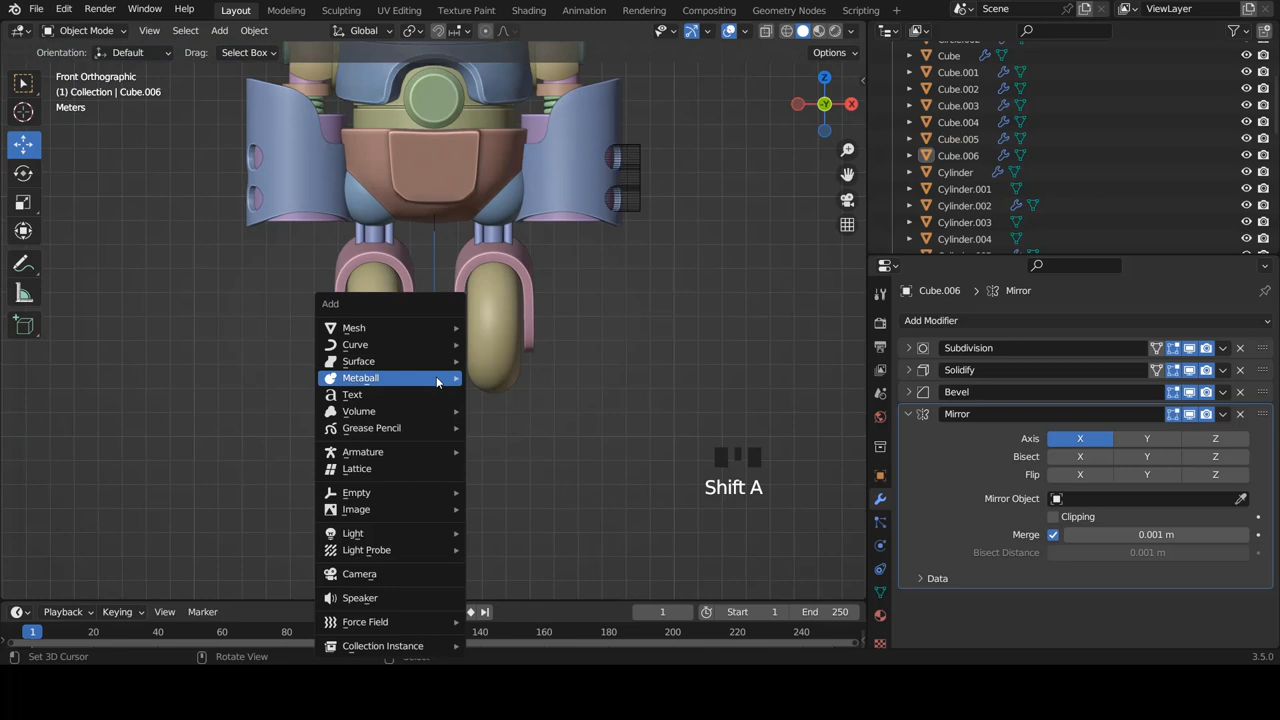 File Edit Render Window Help Layout Modeling Sculpting UV Editing Texture Paint Shading Animation Rendering Compositing Geometry Nodes Scripting Scene ViewLayer
Object Mode View Select Add Object Global
Orientation: Default Drag: Select Box Options
Front Orthographic
(1) Collection | Cube.006
Meters
Z
X
-Y
Cube
Cube.001
Cube.002
Cube.003
Cube.004
Cube.005
Cube.006
Cylinder
Cylinder.001
Cylinder.002
Cylinder.003
Cylinder.004
Cube.006 Mirror
Add Modifier
Subdivision
Solidify
Bevel
Mirror
Axis X Y Z
Bisect X Y Z
Flip X Y Z
Mirror Object
Clipping
Merge 0.001 m
Bisect Distance 0.001 m
Data
Add
Mesh
Curve
Surface
Metaball
Text
Volume
Grease Pencil
Armature
Lattice
Empty
Image
Light
Light Probe
Camera
Speaker
Force Field
Collection Instance
Shift A
Playback Keying View Marker 1 Start 1 End 250
1 20 40 60 80 140 160 180 200 220 240
Set 3D Cursor Rotate View 3.5.0